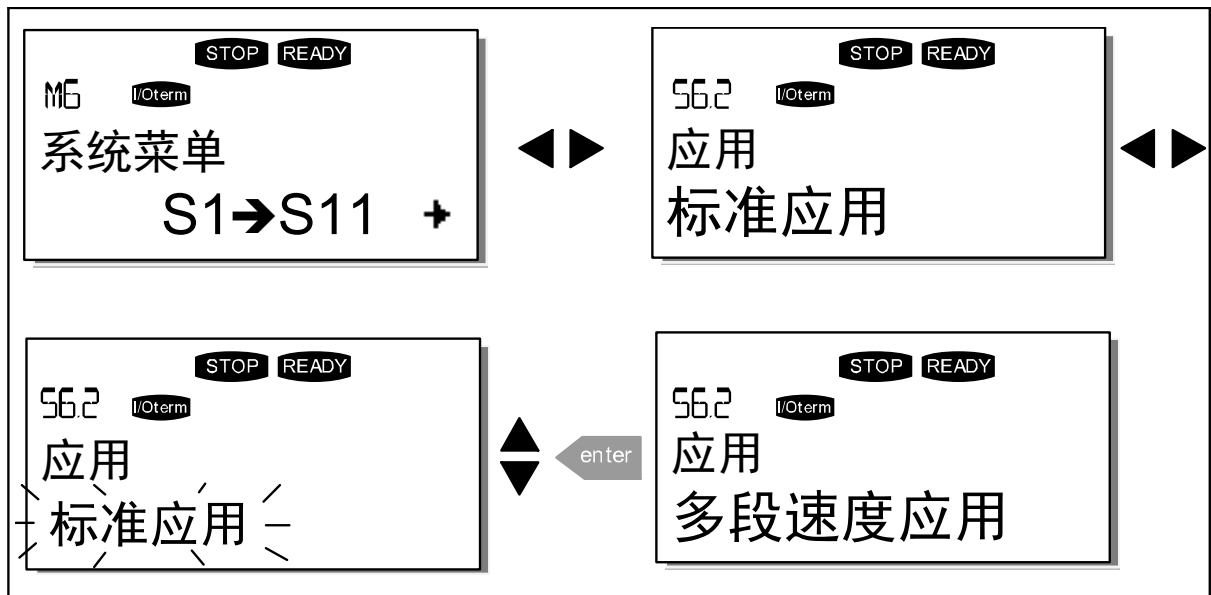 STOP READY
M6 I/Oterm
系统菜单
S1➔S11
STOP READY
S6.2 I/Oterm
应用
标准应用
STOP READY
S6.2 I/Oterm
应用
标准应用
enter
STOP READY
S6.2 I/Oterm
应用
多段速度应用